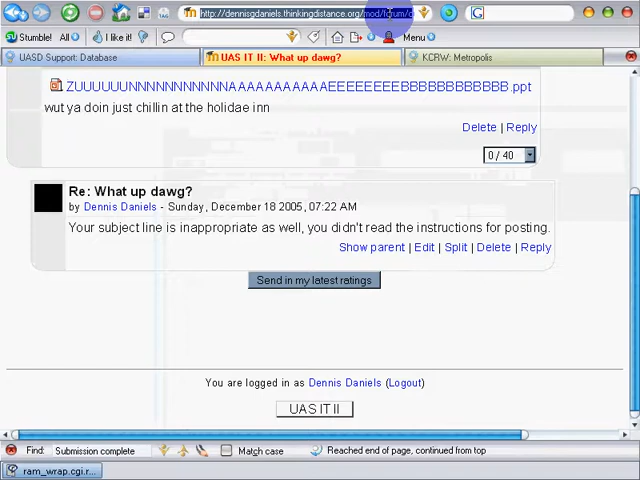 http://dennisgdaniels.thinkingdistance.org/mod/forum/d
Stumble! All I like it! Menu
UASD Support: Database UAS IT II: What up dawg? KCRW: Metropolis
wut ya doin just chillin at the holidae inn
Delete | Reply
0 / 40
Re: What up dawg?
by Dennis Daniels - Sunday, December 18 2005, 07:22 AM
Your subject line is inappropriate as well, you didn't read the instructions for posting.
Show parent | Edit | Split | Delete | Reply
Send in my latest ratings
You are logged in as Dennis Daniels (Logout)
UAS IT II
Find: Submission complete Match case Reached end of page, continued from top
ram_wrap.cgi.r...